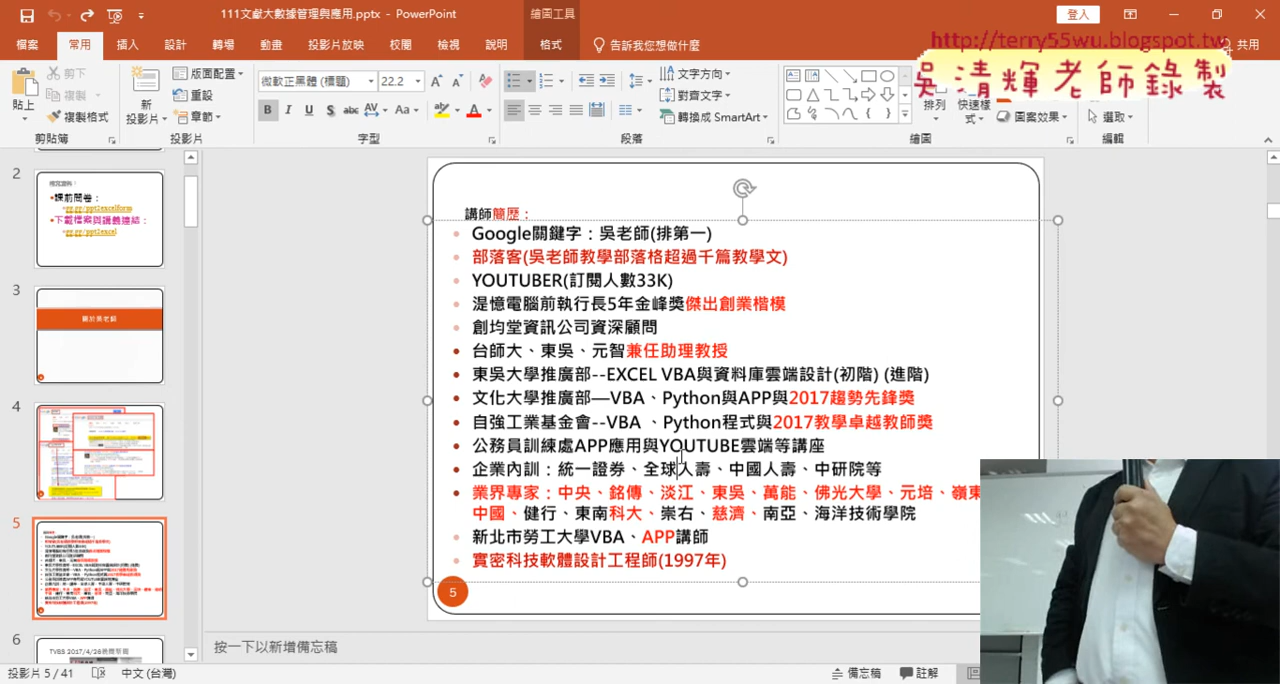 111文獻大數據管理與應用.pptx - PowerPoint
繪圖工具
登入
檔案 常用 插入 設計 轉場 動畫 投影片放映 校閱 檢視 說明 格式 告訴我您想做什麼 共用
http://terry55wu.blogspot.tw
吳清輝老師錄製
貼上
剪下
複製
複製格式
剪貼簿
新投影片
版面配置
重設
章節
投影片
微軟正黑體 (標題) 22.2
B I U S abc AV Aa A
字型
文字方向
對齊文字
轉換成 SmartArt
段落
排列
快速樣式
圖案效果
繪圖
選取
編輯
2
課前問卷：
下載檔案與講義連結：
3
關於吳老師
4
5
6
TVBS 2017/4/26晚間新聞
講師簡歷：
Google關鍵字：吳老師(排第一)
部落客(吳老師教學部落格超過千篇教學文)
YOUTUBER(訂閱人數33K)
湜憶電腦前執行長5年金峰獎傑出創業楷模
創均堂資訊公司資深顧問
台師大、東吳、元智兼任助理教授
東吳大學推廣部--EXCEL VBA與資料庫雲端設計(初階) (進階)
文化大學推廣部—VBA、Python與APP與2017趨勢先鋒獎
自強工業基金會--VBA 、Python程式與2017教學卓越教師獎
公務員訓練處APP應用與YOUTUBE雲端等講座
企業內訓：統一證券、全球人壽、中國人壽、中研院等
業界專家：中央、銘傳、淡江、東吳、萬能、佛光大學、元培、嶺東
中國、健行、東南科大、崇右、慈濟、南亞、海洋技術學院
新北市勞工大學VBA、APP講師
實密科技軟體設計工程師(1997年)
5
按一下以新增備忘稿
投影片 5 / 41 中文 (台灣) 備忘稿 註解